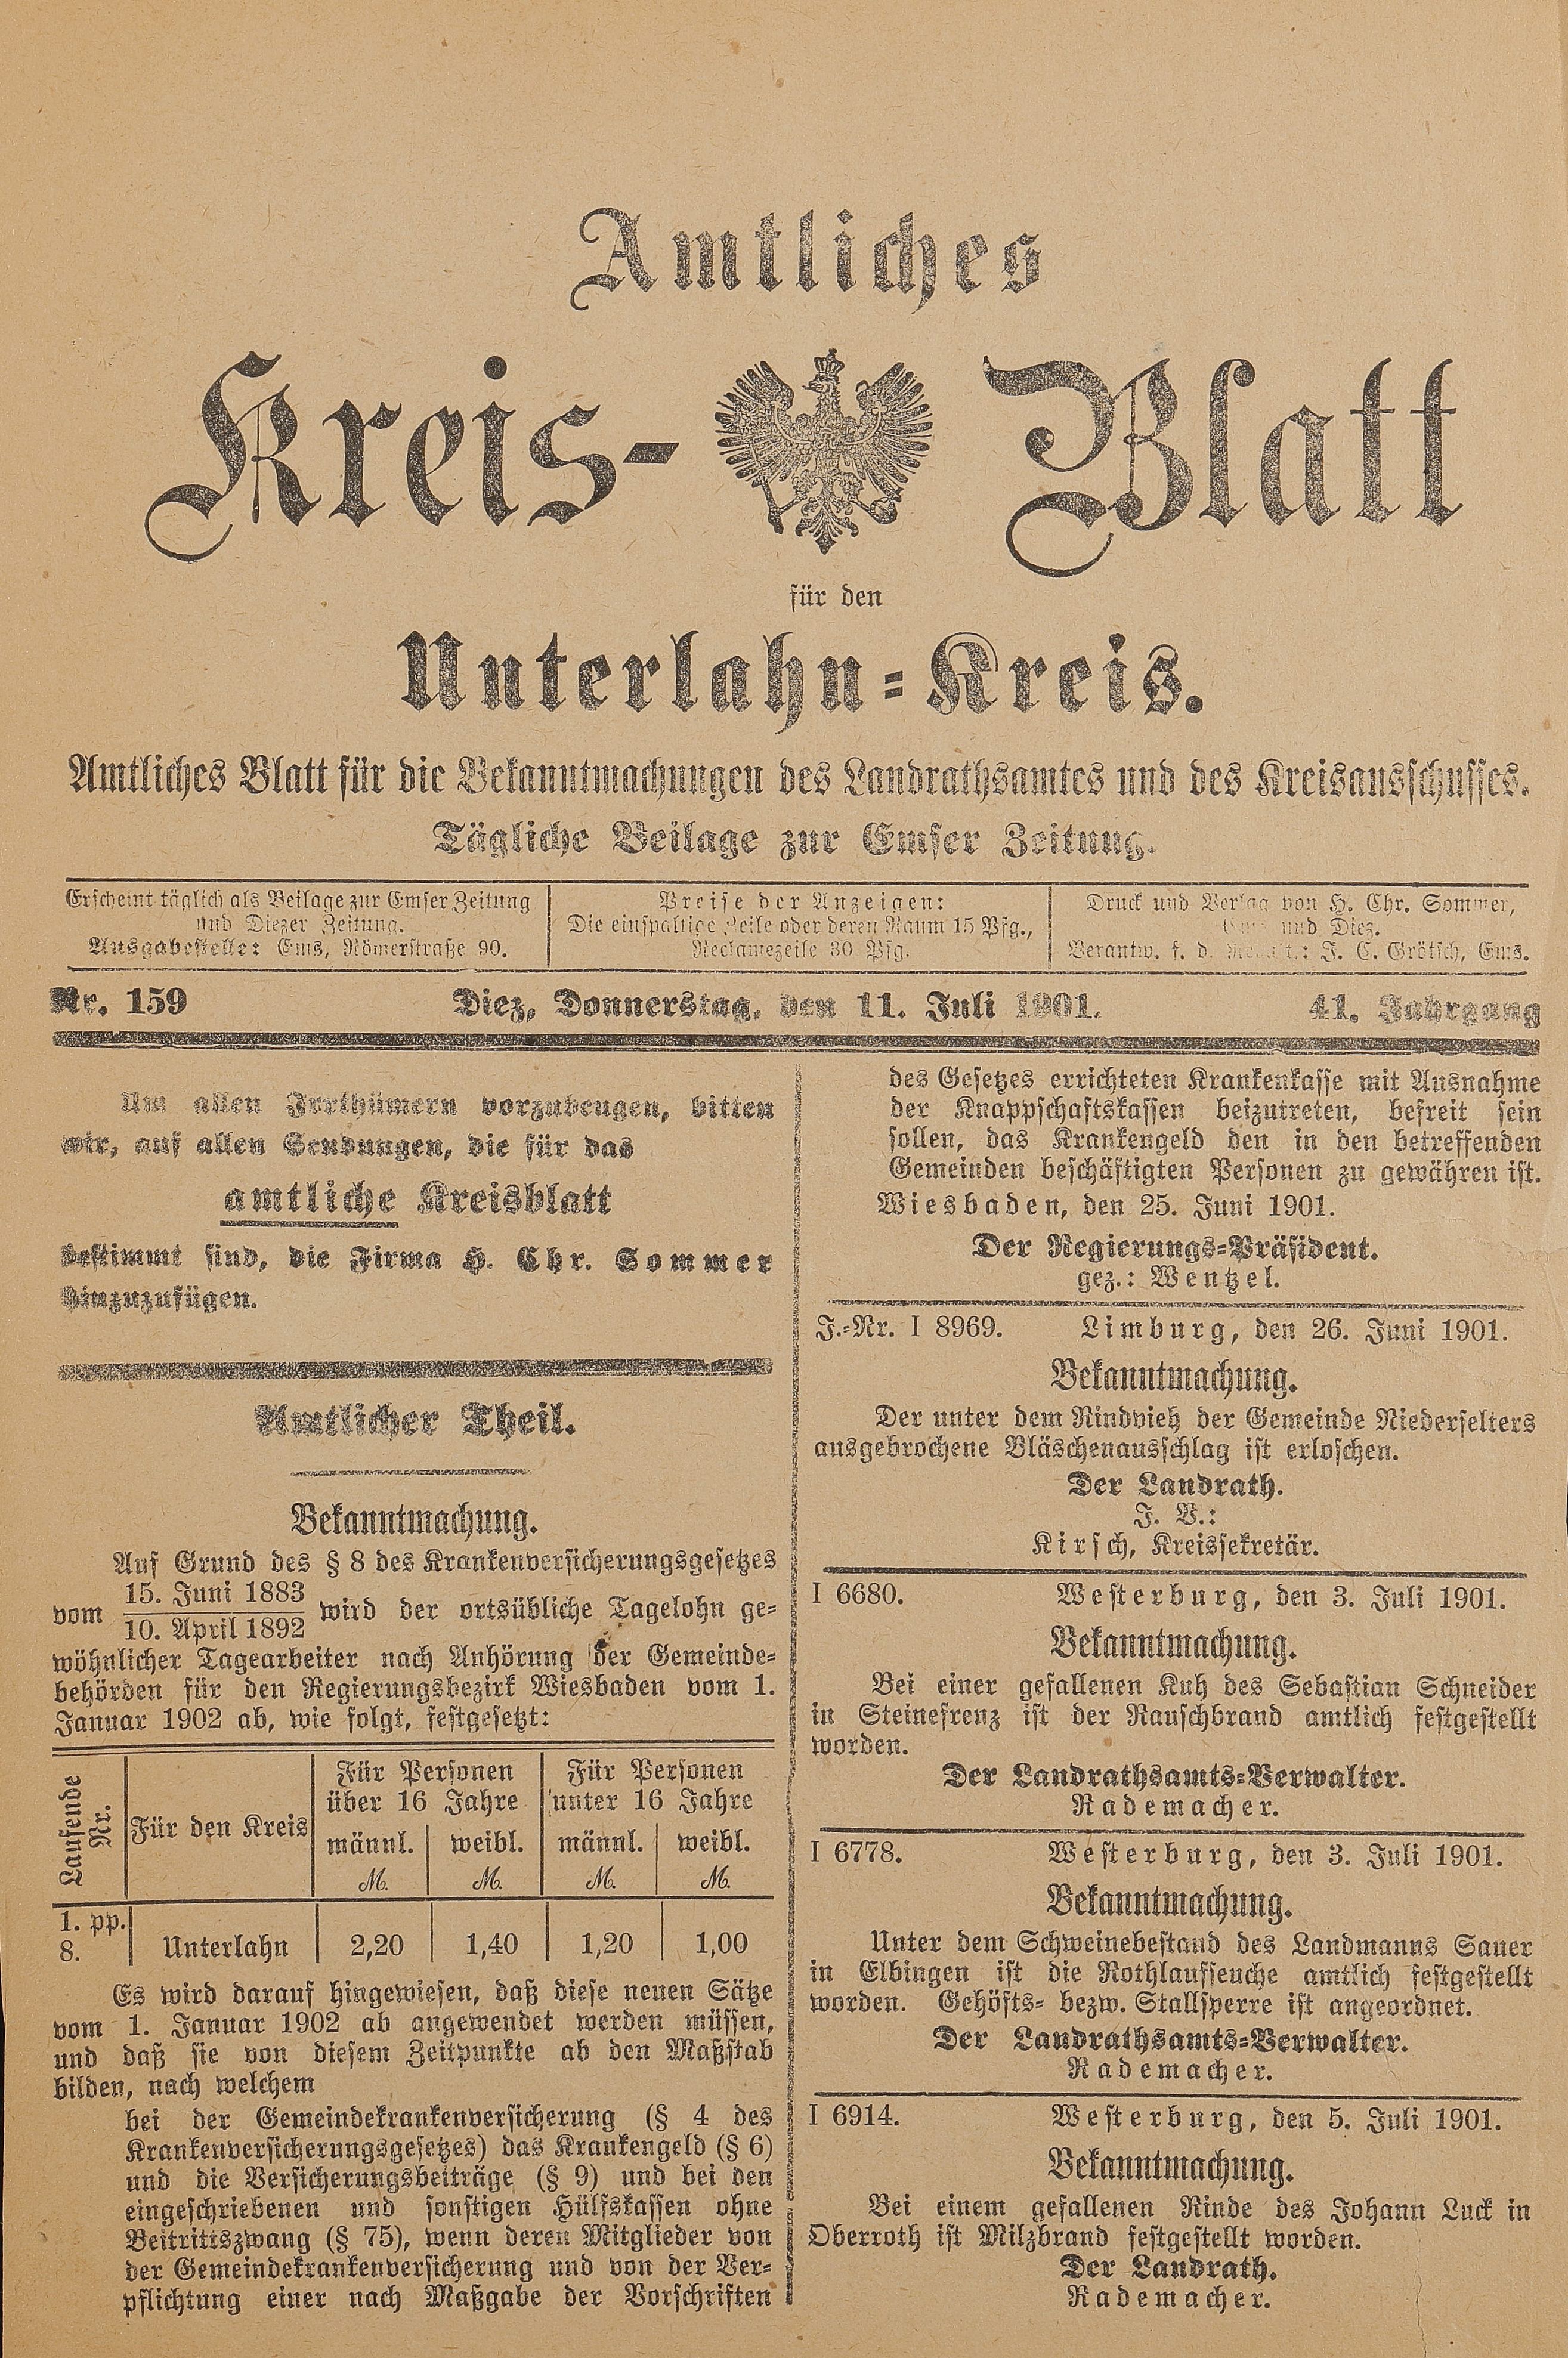 Amtliches
Kreis- Blatt
für den
Unterlahn-Kreis.
Amtliches Blatt für die Bekanntmachungen des Landrathsamtes und des Kreisausschusses.
Tägliche Beilage zur Emser Zeitung.
Erscheint täglich als Beilage zur Emser Zeitung
und Diezer Zeitung.
Ausgabestelle: Ems, Römerstraße 90.
Preise der Anzeigen:
Die einspaltige Zeile oder deren Raum 15 Pfg.,
Reclamezeile 30 Pfg.
Druck und Verlag von H. Chr. Sommer,
Ems und Diez.
Verantw. f. d. J. C. Grötsch, Ems.
Nr. 159 Diez, Donnerstag, den 11. Juli 1901. 41. Jahrgang
Um allen Irrthümern vorzubeugen, bitten
wir, auf allen Sendungen, die für das
amtliche Kreisblatt
bestimmt sind, die Firma H. Chr. Sommer
hinzuzufügen.
Amtlicher Theil.
Bekanntmachung.
Auf Grund des § 8 des Krankenversicherungsgesetzes
vom 15. Juni 1883 / 10. April 1892 wird der ortsübliche Tagelohn ge-
wöhnlicher Tagearbeiter nach Anhörung der Gemeinde-
behörden für den Regierungsbezirk Wiesbaden vom 1.
Januar 1902 ab, wie folgt, festgesetzt:
Laufende
Nr.
Für den Kreis
Für Personen
über 16 Jahre
männl. weibl.
M. M.
Für Personen
unter 16 Jahre
männl. weibl.
M. M.
1. pp.
8. Unterlahn 2,20 1,40 1,20 1,00
Es wird darauf hingewiesen, daß diese neuen Sätze
vom 1. Januar 1902 ab angewendet werden müssen,
und daß sie von diesem Zeitpunkte ab den Maßstab
bilden, nach welchem
bei der Gemeindekrankenversicherung (§ 4 des
Krankenversicherungsgesetzes) das Krankengeld (§ 6)
und die Versicherungsbeiträge (§ 9) und bei den
eingeschriebenen und sonstigen Hülfskassen ohne
Beitrittszwang (§ 75), wenn deren Mitglieder von
der Gemeindekrankenversicherung und von der Ver-
pflichtung einer nach Maßgabe der Vorschriften
des Gesetzes errichteten Krankenkasse mit Ausnahme
der Knappschaftskassen beizutreten, befreit sein
sollen, das Krankengeld den in den betreffenden
Gemeinden beschäftigten Personen zu gewähren ist.
Wiesbaden, den 25. Juni 1901.
Der Regierungs-Präsident.
gez.: Wentzel.
J.-Nr. I 8969. Limburg, den 26. Juni 1901.
Bekanntmachung.
Der unter dem Rindvieh der Gemeinde Niederselters
ausgebrochene Bläschenausschlag ist erloschen.
Der Landrath.
J. V.:
Kirsch, Kreissekretär.
I 6680. Westerburg, den 3. Juli 1901.
Bekanntmachung.
Bei einer gefallenen Kuh des Sebastian Schneider
in Steinefrenz ist der Rauschbrand amtlich festgestellt
worden.
Der Landrathsamts-Verwalter.
Rademacher.
I 6778. Westerburg, den 3. Juli 1901.
Bekanntmachung.
Unter dem Schweinebestand des Landmanns Sauer
in Elbingen ist die Rothlaufseuche amtlich festgestellt
worden. Gehöfts- bezw. Stallsperre ist angeordnet.
Der Landrathsamts-Verwalter.
Rademacher.
I 6914. Westerburg, den 5. Juli 1901.
Bekanntmachung.
Bei einem gefallenen Rinde des Johann Luck in
Oberroth ist Milzbrand festgestellt worden.
Der Landrath.
Rademacher.